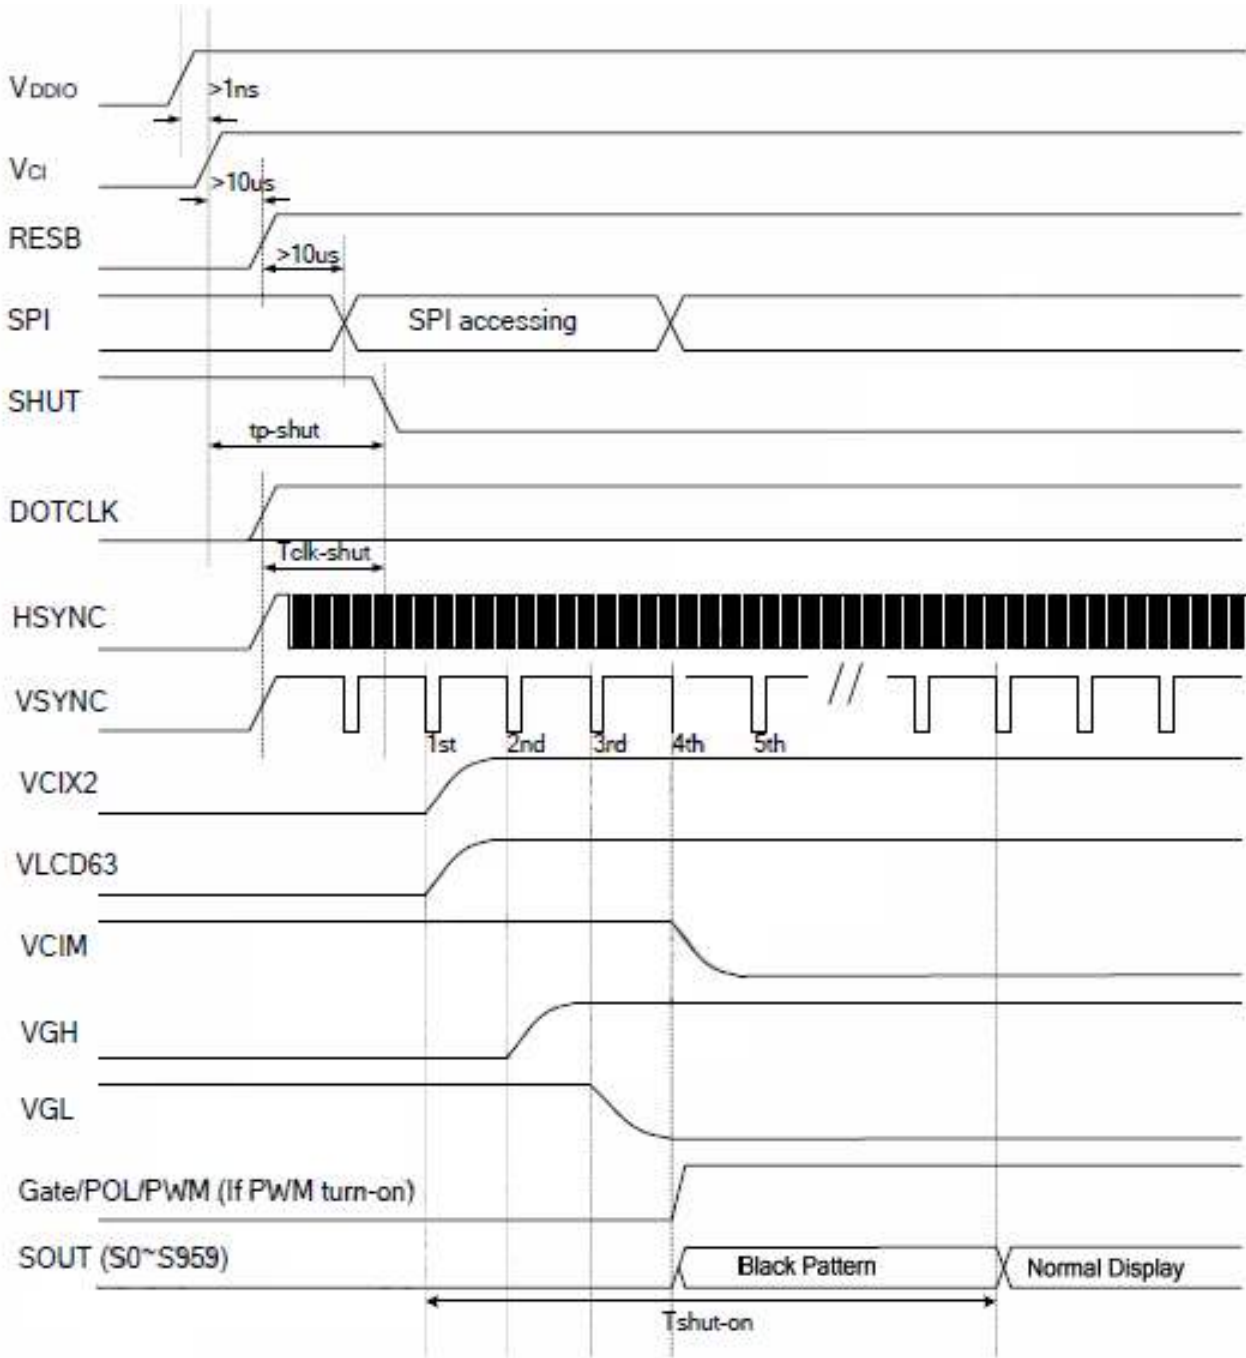 VDDIO
>1ns
VCI
>10us
RESB
>10us
SPI
SPI accessing
SHUT
tp-shut
DOTCLK
Tclk-shut
HSYNC
VSYNC
1st 2nd 3rd 4th 5th
VCIX2
VLCD63
VCIM
VGH
VGL
Gate/POL/PWM (If PWM turn-on)
SOUT (S0~S959)
Black Pattern Normal Display
Tshut-on